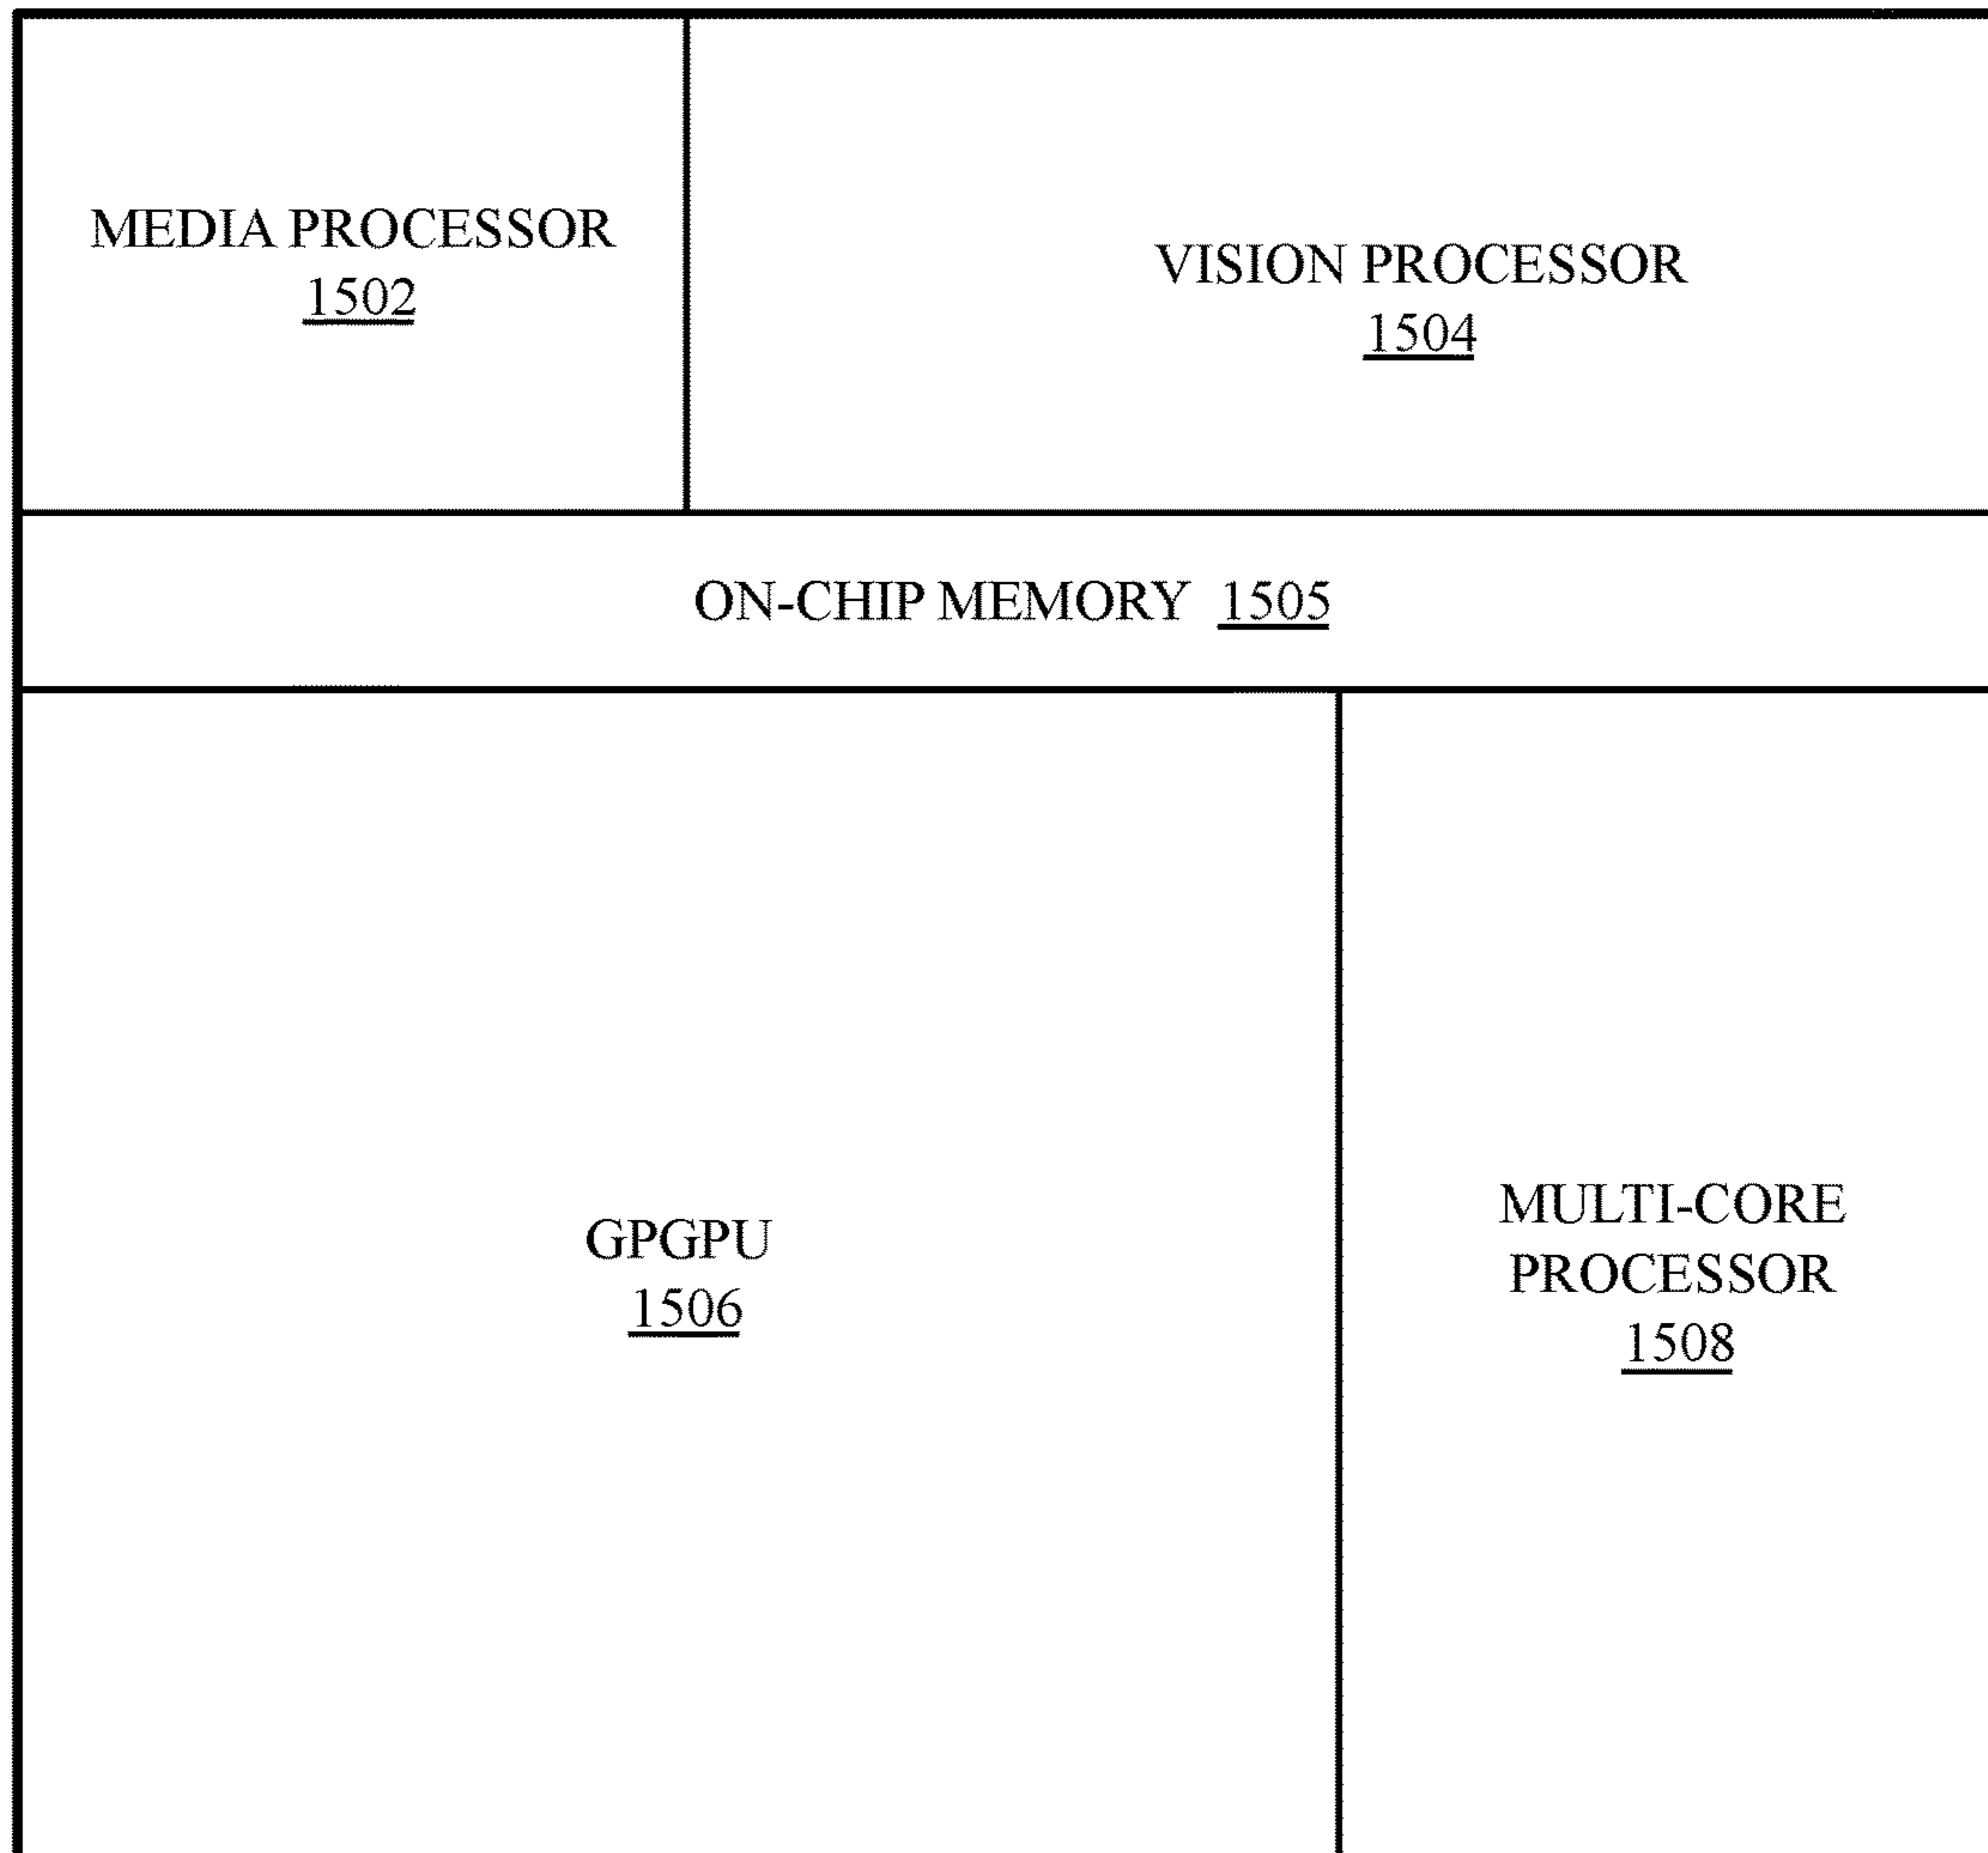 MEDIA PROCESSOR
1502
VISION PROCESSOR
1504
ON-CHIP MEMORY 1505
GPGPU
1506
MULTI-CORE
PROCESSOR
1508